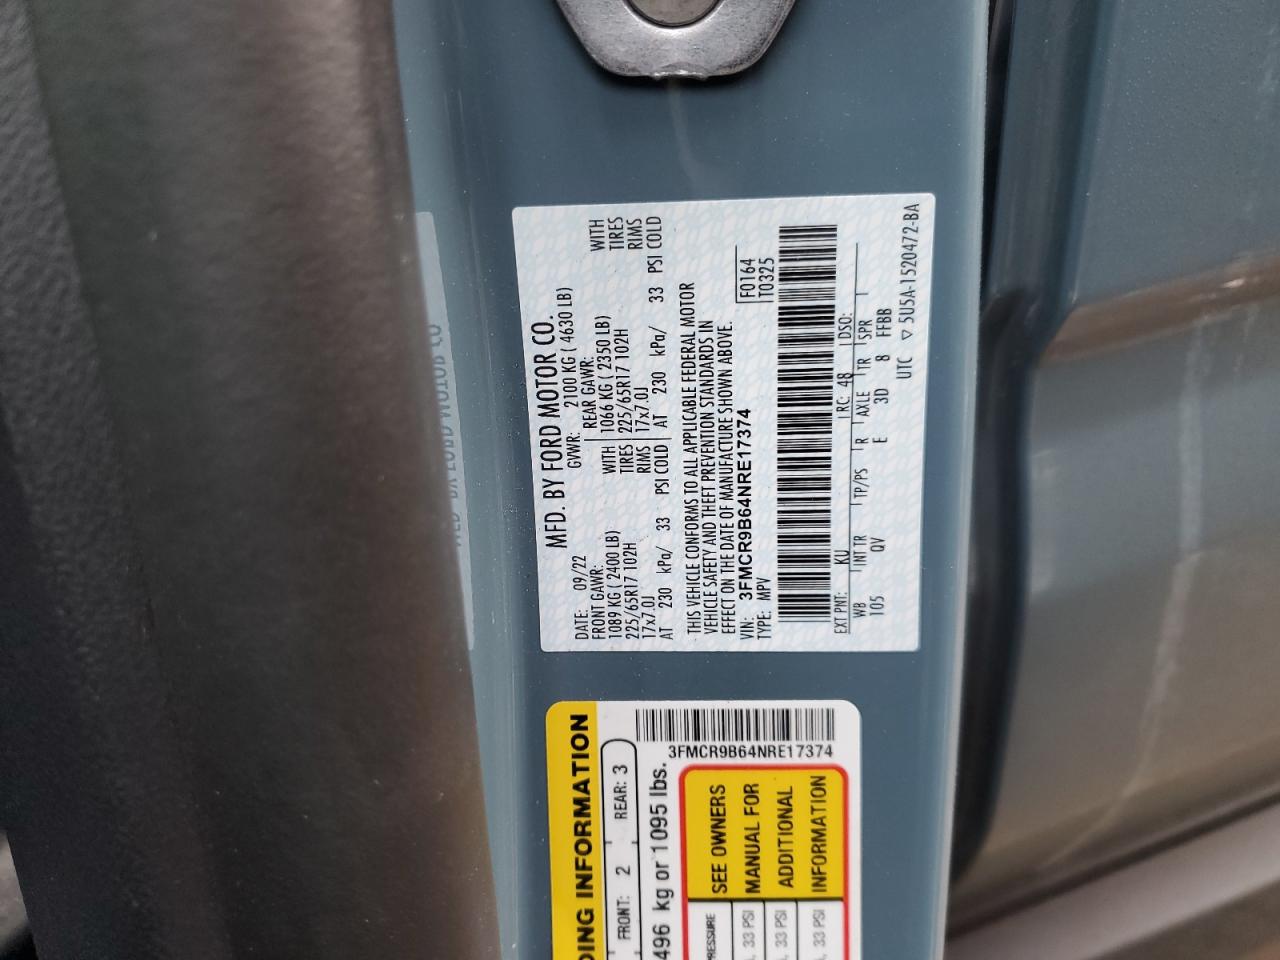 MFD. BY FORD MOTOR CO.
DATE: 09/22 GVWR: 2100 KG ( 4630 LB)
FRONT GAWR: REAR GAWR:
1089 KG ( 2400 LB) WITH 1066 KG ( 2350 LB) WITH
225/65R17 102H TIRES 225/65R17 102H TIRES
17x7.0J RIMS 17x7.0J RIMS
AT 230 kPa/ 33 PSI COLD AT 230 kPa/ 33 PSI COLD
THIS VEHICLE CONFORMS TO ALL APPLICABLE FEDERAL MOTOR
VEHICLE SAFETY AND THEFT PREVENTION STANDARDS IN
EFFECT ON THE DATE OF MANUFACTURE SHOWN ABOVE.
VIN: 3FMCR9B64NRE17374
TYPE: MPV
F0164
T0325
EXT PNT: KU RC: 48 DSO:
WB INT TR TP/PS R AXLE TR SPR
105 QV E 3D 8 FFBB
UTC ▽ 5U5A-1520472-BA
DING INFORMATION
FRONT: 2 REAR: 3
496 kg or 1095 lbs.
3FMCR9B64NRE17374
SEE OWNERS
MANUAL FOR
ADDITIONAL
INFORMATION
RESSURE
33 PSI
33 PSI
33 PSI